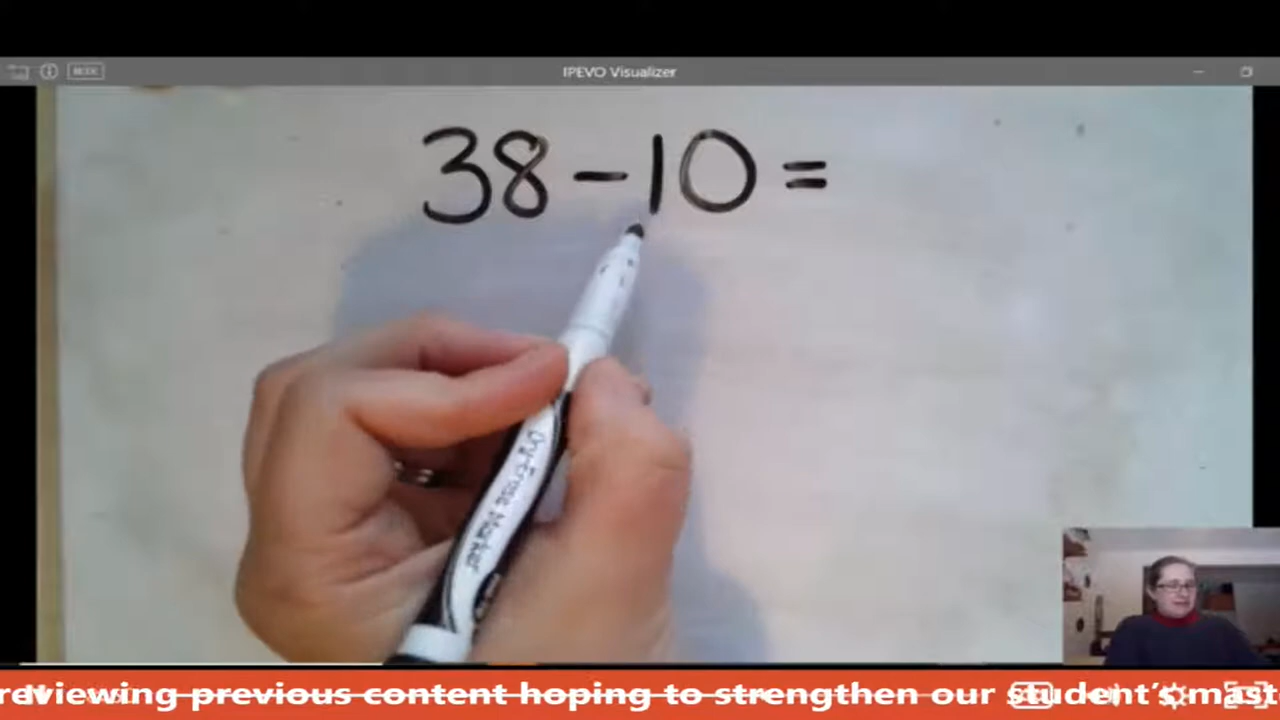 IPEVO Visualizer
38-10=
Dry-Erase Marker
reviewing previous content hoping to strengthen our student's mast